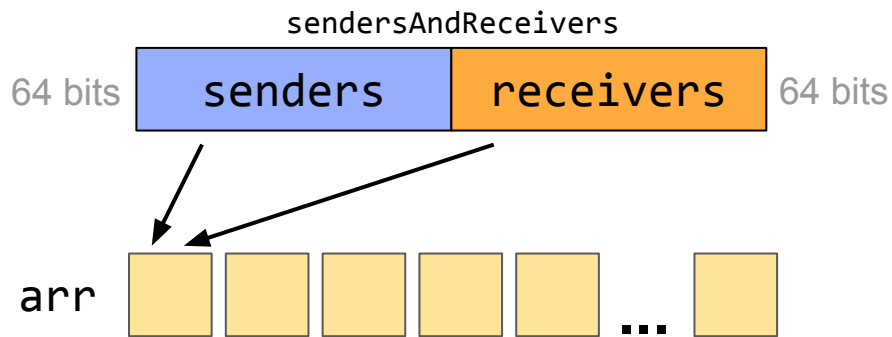 sendersAndReceivers
64 bits senders receivers 64 bits
arr ...